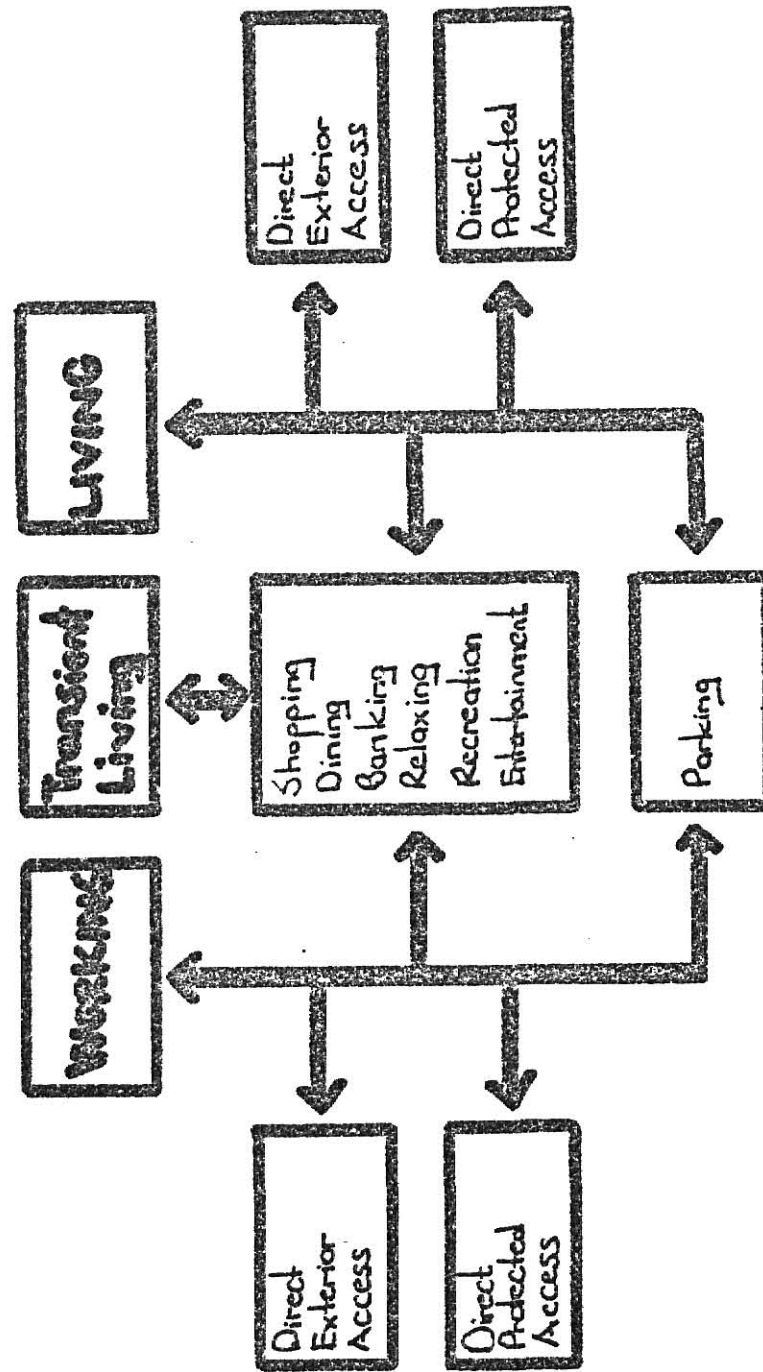 WORKING
Transient
Living
LIVING
Direct
Exterior
Access
Shopping
Dining
Banking
Relaxing
Recreation
Entertainment
Direct
Exterior
Access
Direct
Protected
Access
Parking
Direct
Protected
Access